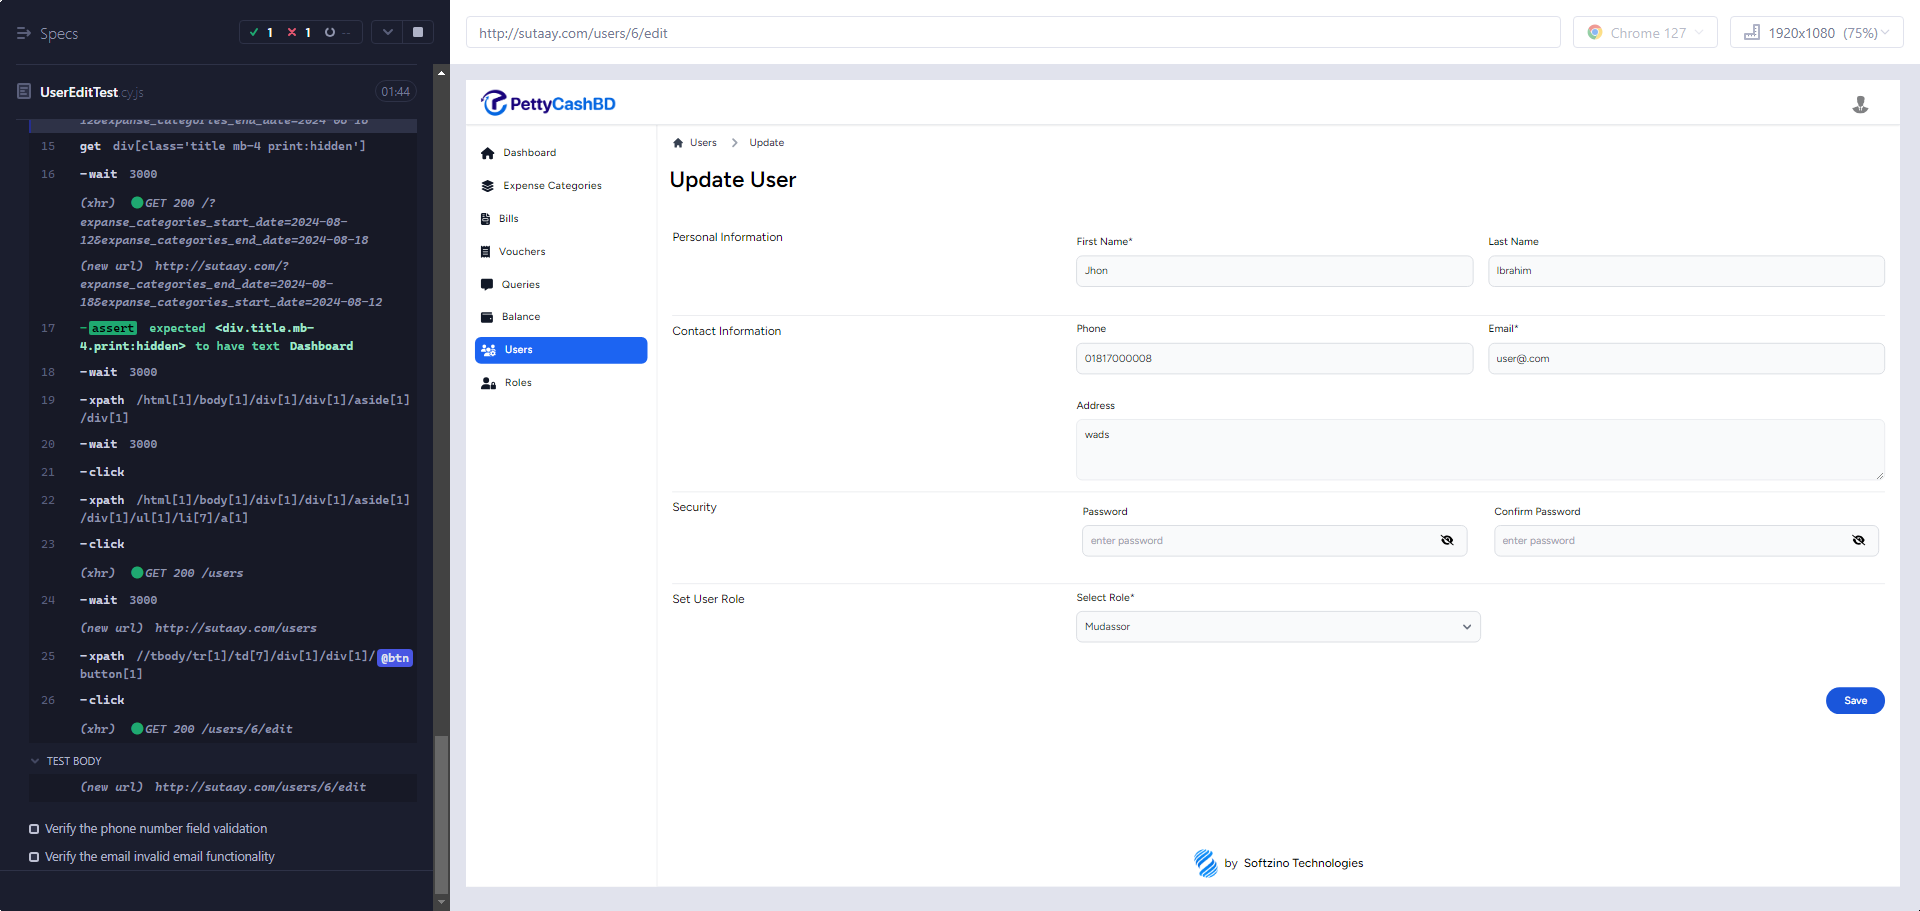 Specs
1
1
--
UserEditTest.cy.js
01:44
12&expanse_categories_end_date=2024-08-18
15 get div[class='title mb-4 print:hidden']
16 -wait 3000
(xhr) GET 200 /?
expanse_categories_start_date=2024-08-
12&expanse_categories_end_date=2024-08-18
(new url) http://sutaay.com/?
expanse_categories_end_date=2024-08-
18&expanse_categories_start_date=2024-08-12
17 -assert expected <div.title.mb-
4.print:hidden> to have text Dashboard
18 -wait 3000
19 -xpath /html[1]/body[1]/div[1]/div[1]/aside[1]
/div[1]
20 -wait 3000
21 -click
22 -xpath /html[1]/body[1]/div[1]/div[1]/aside[1]
/div[1]/ul[1]/li[7]/a[1]
23 -click
(xhr) GET 200 /users
24 -wait 3000
(new url) http://sutaay.com/users
25 -xpath //tbody/tr[1]/td[7]/div[1]/div[1]/ @btn
button[1]
26 -click
(xhr) GET 200 /users/6/edit
TEST BODY
(new url) http://sutaay.com/users/6/edit
Verify the phone number field validation
Verify the email invalid email functionality
http://sutaay.com/users/6/edit
Chrome 127
1920x1080 (75%)
PettyCashBD
Dashboard
Expense Categories
Bills
Vouchers
Queries
Balance
Users
Roles
Users > Update
Update User
Personal Information
First Name*
Last Name
Jhon
Ibrahim
Contact Information
Phone
Email*
01817000008
user@.com
Address
wads
Security
Password
Confirm Password
enter password
enter password
Set User Role
Select Role*
Mudassor
Save
by Softzino Technologies